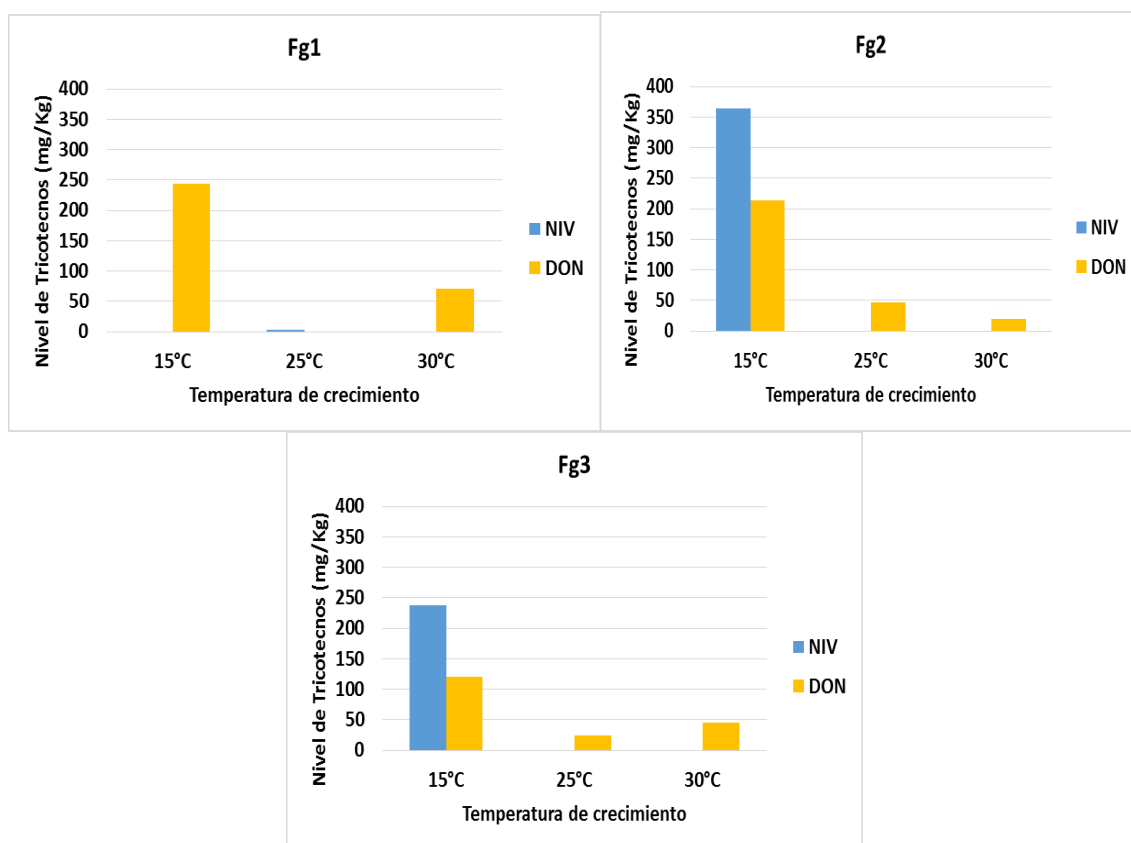 Fg1
Nivel de Tricotecnos (mg/Kg)
400
350
300
250
200
150
100
50
0
15°C 25°C 30°C
Temperatura de crecimiento
NIV
DON
Fg2
Nivel de Tricotecnos (mg/Kg)
400
350
300
250
200
150
100
50
0
15°C 25°C 30°C
Temperatura de crecimiento
NIV
DON
Fg3
Nivel de Tricotecnos (mg/Kg)
400
350
300
250
200
150
100
50
0
15°C 25°C 30°C
Temperatura de crecimiento
NIV
DON